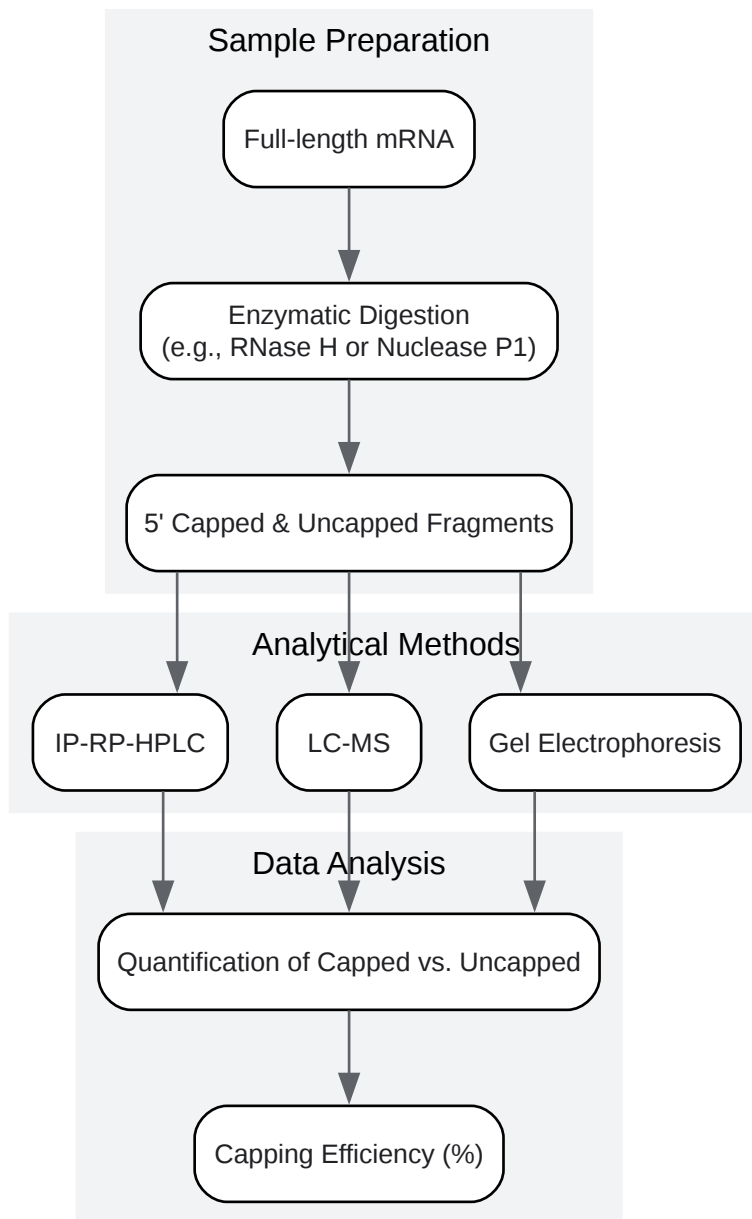 Sample Preparation
Full-length mRNA
Enzymatic Digestion
(e.g., RNase H or Nuclease P1)
5' Capped & Uncapped Fragments
Analytical Methods
IP-RP-HPLC
LC-MS
Gel Electrophoresis
Data Analysis
Quantification of Capped vs. Uncapped
Capping Efficiency (%)